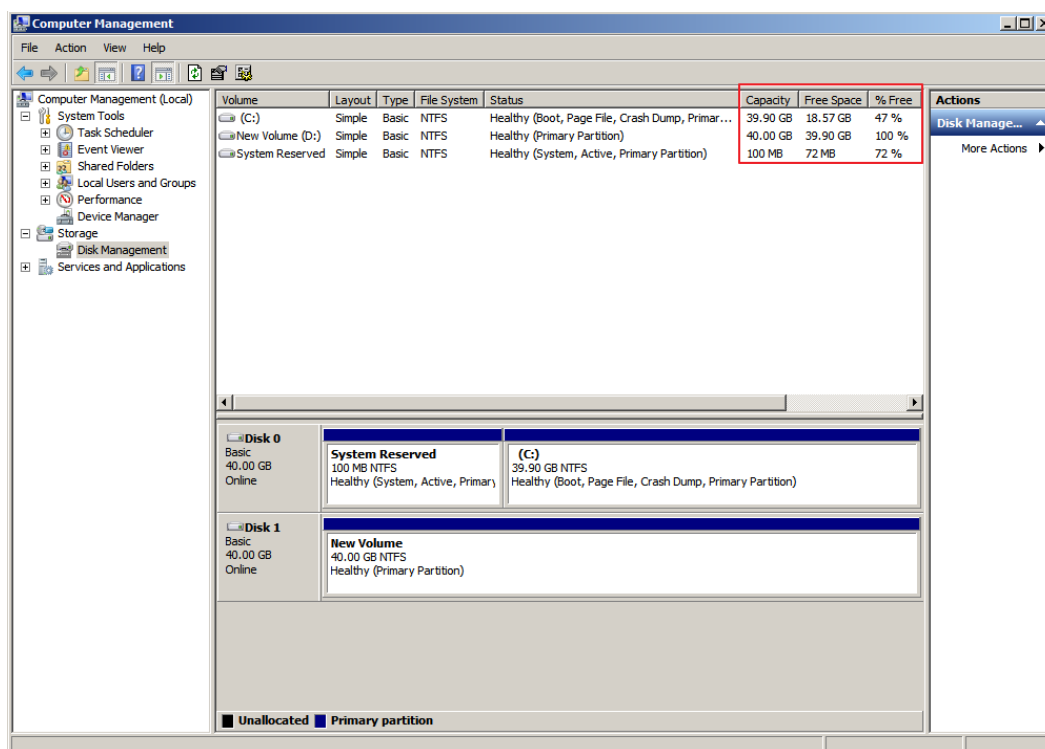 Computer Management
File Action View Help
Computer Management (Local)
System Tools
Task Scheduler
Event Viewer
Shared Folders
Local Users and Groups
Performance
Device Manager
Storage
Disk Management
Services and Applications
Volume Layout Type File System Status Capacity Free Space % Free
(C:) Simple Basic NTFS Healthy (Boot, Page File, Crash Dump, Primar... 39.90 GB 18.57 GB 47 %
New Volume (D:) Simple Basic NTFS Healthy (Primary Partition) 40.00 GB 39.90 GB 100 %
System Reserved Simple Basic NTFS Healthy (System, Active, Primary Partition) 100 MB 72 MB 72 %
Disk 0
Basic
40.00 GB
Online
System Reserved
100 MB NTFS
Healthy (System, Active, Primary
(C:)
39.90 GB NTFS
Healthy (Boot, Page File, Crash Dump, Primary Partition)
Disk 1
Basic
40.00 GB
Online
New Volume
40.00 GB NTFS
Healthy (Primary Partition)
Unallocated Primary partition
Actions
Disk Manage...
More Actions